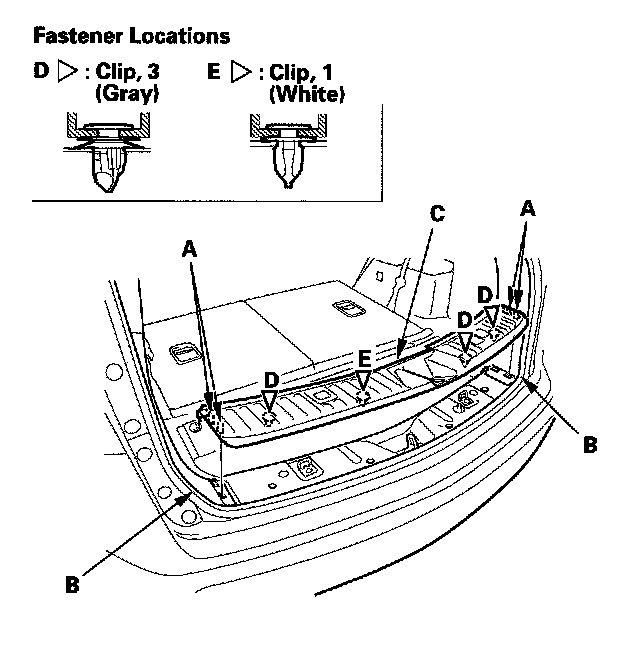 Fastener Locations
D ▷ : Clip, 3
(Gray)
E ▷ : Clip, 1
(White)
A
C
A
D
D
E
D
B
B